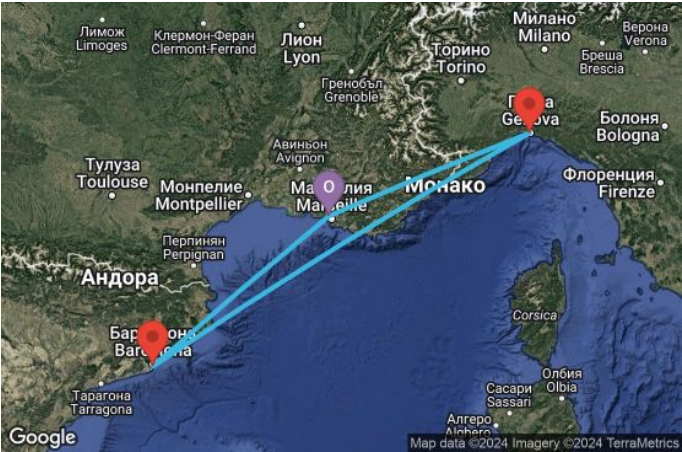 Лимож
Limoges
Клермон-Феран
Clermont-Ferrand
Лион
Lyon
Милано
Milano
Верона
Verona
Торино
Torino
Бреша
Brescia
Гренобъл
Grenoble
Genova
Болоня
Bologna
Авиньон
Avignon
Тулуза
Toulouse
Монпелие
Montpellier
O
Marseille
Монако
Флоренция
Firenze
Перпинян
Perpignan
Андора
Corsica
Barcelona
Тарагона
Tarragona
Олбия
Olbia
Сасари
Sassari
Алгеро
Alghero
Google
Map data ©2024 Imagery ©2024 TerraMetrics